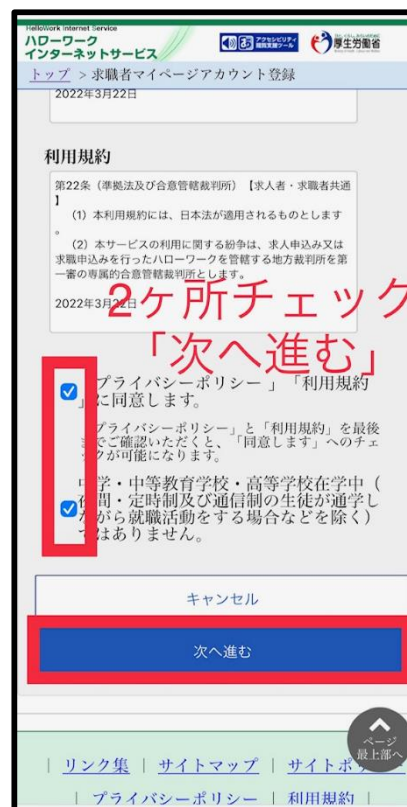 HelloWork Internet Service
ハローワーク
インターネットサービス
アクセシビリティ
閲覧支援ツール
厚生労働省
トップ > 求職者マイページアカウント登録
2022年3月22日
利用規約
第22条（準拠法及び合意管轄裁判所）【求人者・求職者共通
】
（1）本利用規約には、日本法が適用されるものとします
。
（2）本サービスの利用に関する紛争は、求人申込み又は
求職申込みを行ったハローワークを管轄する地方裁判所を第
一審の専属的合意管轄裁判所とします。
2022年3月22日
2ケ所チェック
「次へ進む」
プライバシーポリシー 」「利用規約
」に同意します。
プライバシーポリシー」と「利用規約」を最後
までご確認いただくと、「同意します」へのチェ
ックが可能になります。
中学・中等教育学校・高等学校在学中（
夜間・定時制及び通信制の生徒が通学し
ながら就職活動をする場合などを除く）
ではありません。
キャンセル
次へ進む
ページ
最上部へ
| リンク集 | サイトマップ | サイトポ
| プライバシーポリシー | 利用規約 |